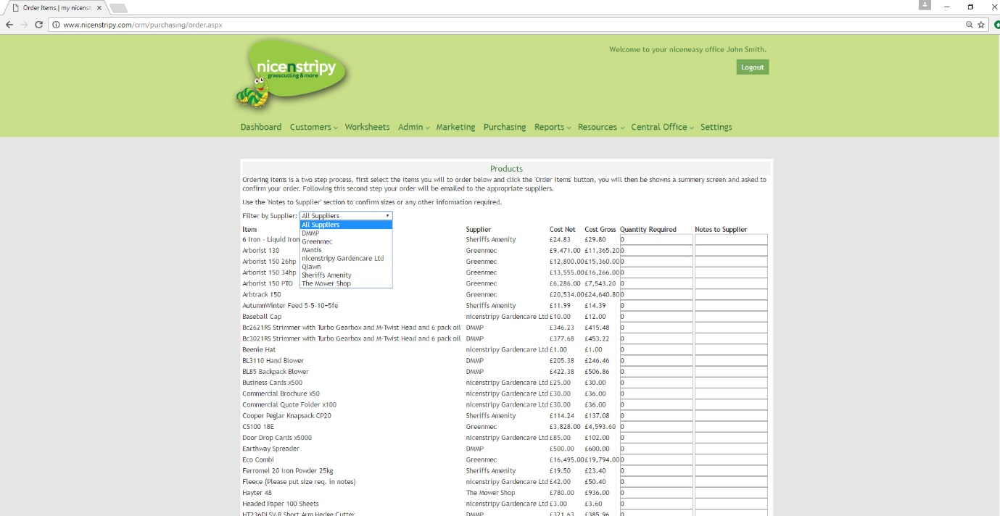 Order Items | my nicenst
www.nicenstripy.com/crm/purchasing/order.aspx
Welcome to your niceneasy office John Smith.
Logout
nicenstripy
grasscutting & more
Dashboard Customers Worksheets Admin Marketing Purchasing Reports Resources Central Office Settings
Products
Ordering items is a two step process, first select the items you will to order below and click the 'Order Items' button, you will then be showns a summery screen and asked to
confirm your order. Following this second step your order will be emailed to the appropriate suppliers.
Use the 'Notes to Supplier' section to confirm sizes or any other information required.
Filter by Supplier: All Suppliers
All Suppliers
DMMP
Greenmec
Mantis
nicenstripy Gardencare Ltd
Qlawn
Sheriffs Amenity
The Mower Shop
Item Supplier Cost Net Cost Gross Quantity Required Notes to Supplier
6 Iron - Liquid Iron Sheriffs Amenity £24.83 £29.80 0
Arborist 130 Greenmec £9,471.00 £11,365.20 0
Arborist 150 26hp Greenmec £12,800.00 £15,360.00 0
Arborist 150 34hp Greenmec £13,555.00 £16,266.00 0
Arborist 150 PTO Greenmec £6,286.00 £7,543.20 0
Arbtrack 150 Greenmec £20,534.00 £24,640.80 0
AutumnWinter Feed 5-5-10+5fe Sheriffs Amenity £11.99 £14.39 0
Baseball Cap nicenstripy Gardencare Ltd £10.00 £12.00 0
Bc2621RS Strimmer with Turbo Gearbox and M-Twist Head and 6 pack oil DMMP £346.23 £415.48 0
Bc3021RS Strimmer with Turbo Gearbox and M-Twist Head and 6 pack oil DMMP £377.68 £453.22 0
Beenie Hat nicenstripy Gardencare Ltd £1.00 £1.00 0
BL3110 Hand Blower DMMP £205.38 £246.46 0
BL85 Backpack Blower DMMP £422.38 £506.86 0
Business Cards x500 nicenstripy Gardencare Ltd £25.00 £30.00 0
Commercial Brochure x50 nicenstripy Gardencare Ltd £30.00 £36.00 0
Commercial Quote Folder x100 nicenstripy Gardencare Ltd £30.00 £36.00 0
Cooper Peglar Knapsack CP20 Sheriffs Amenity £114.24 £137.08 0
CS100 18E Greenmec £3,828.00 £4,593.60 0
Door Drop Cards x5000 nicenstripy Gardencare Ltd £85.00 £102.00 0
Earthway Spreader DMMP £500.00 £600.00 0
Eco Combi Greenmec £16,495.00 £19,794.00 0
Ferromel 20 Iron Powder 25kg Sheriffs Amenity £19.50 £23.40 0
Fleece (Please put size req. in notes) nicenstripy Gardencare Ltd £42.00 £50.40 0
Hayter 48 The Mower Shop £780.00 £936.00 0
Headed Paper 100 Sheets nicenstripy Gardencare Ltd £3.00 £3.60 0
HT236DLSV-R Short Arm Hedge Cutter DMMP £321.63 £385.96 0